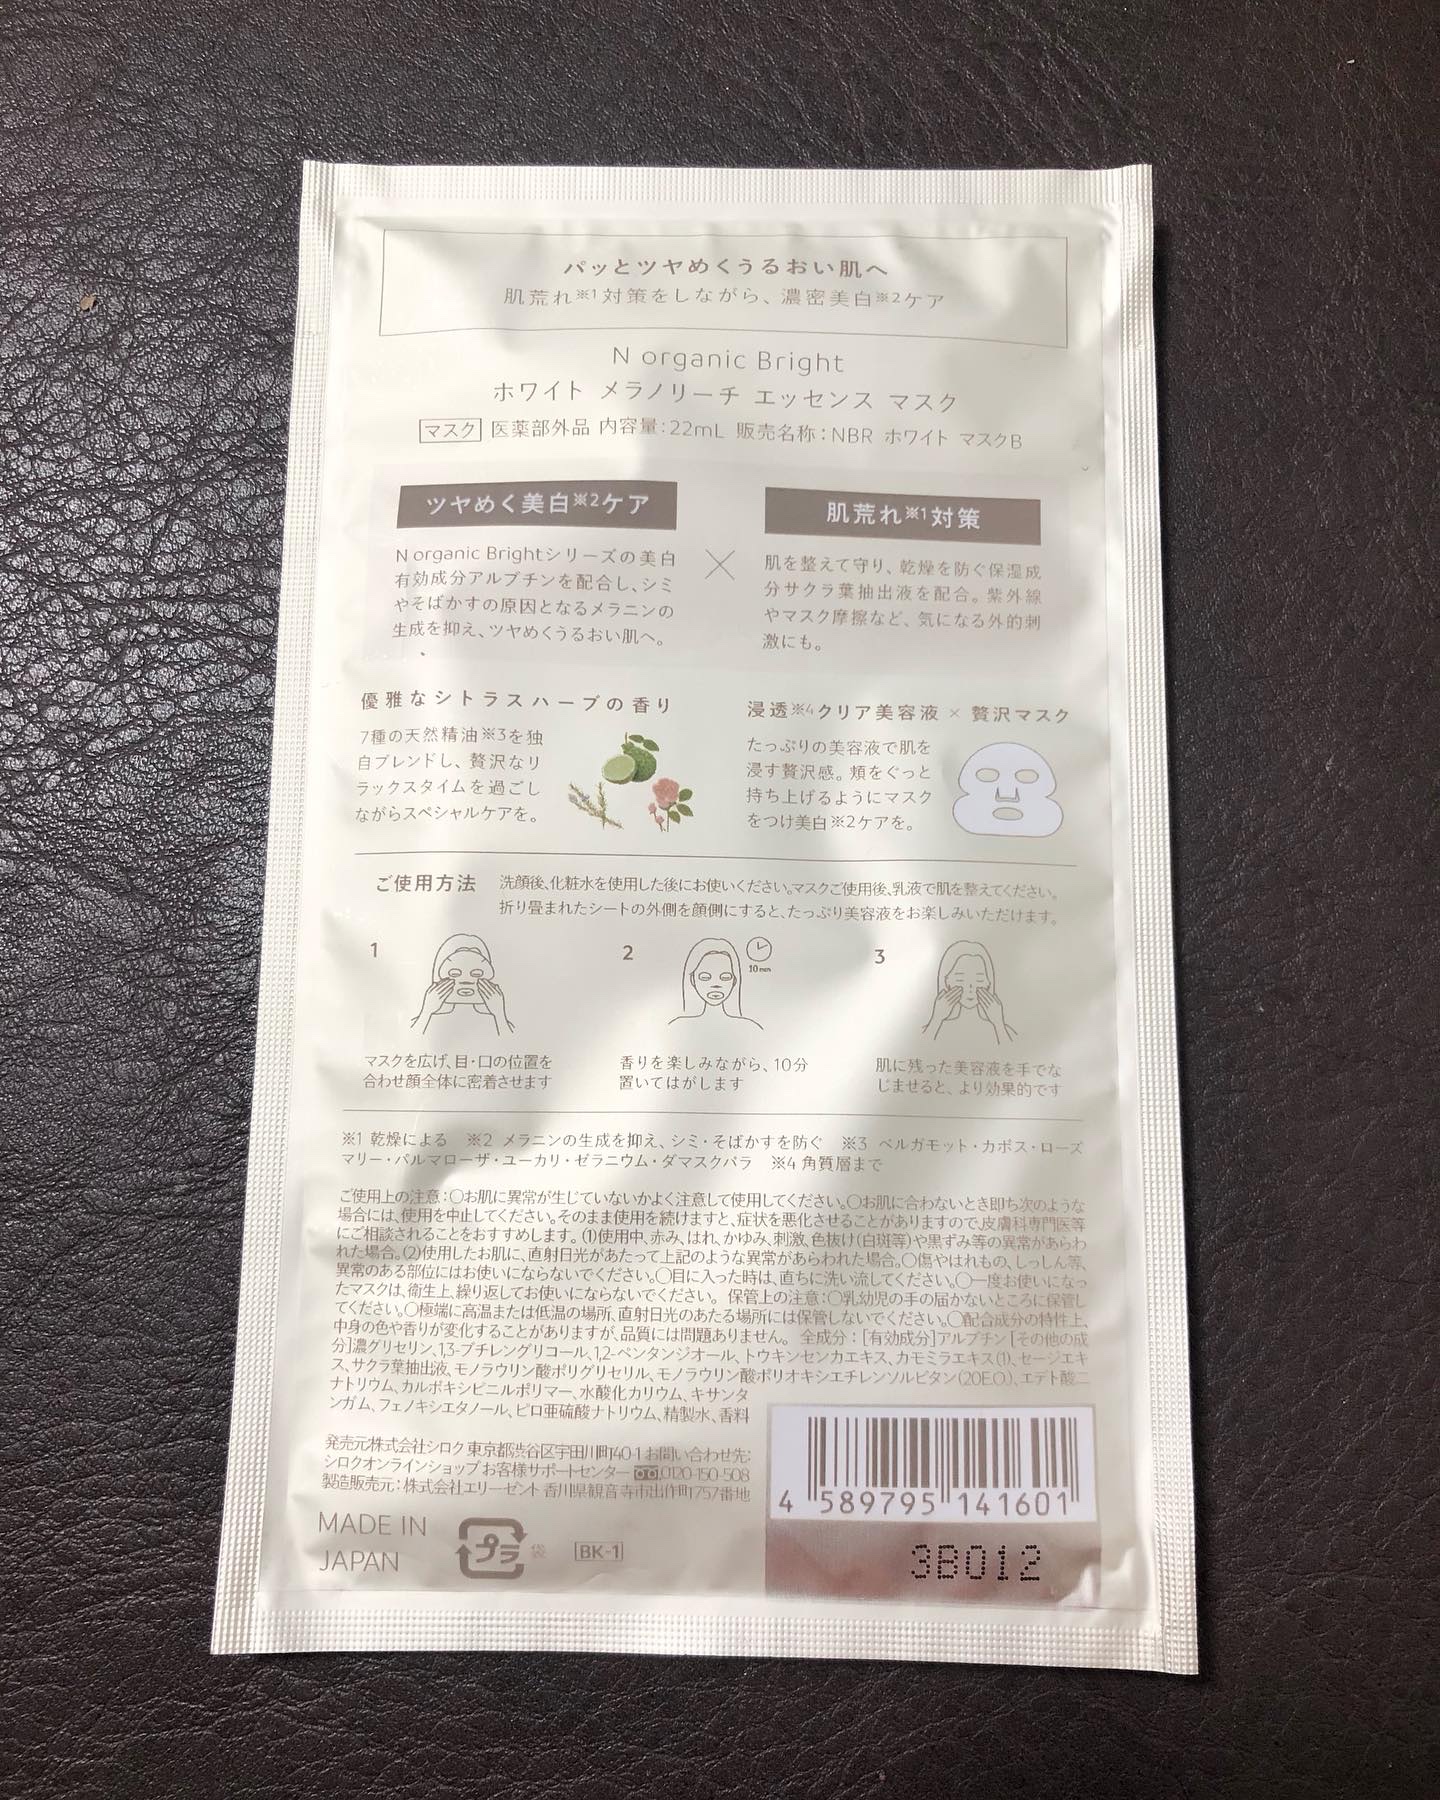 パッとツヤめくうるおい肌へ
肌荒れ※1対策をしながら、濃密美白※2ケア
N organic Bright
ホワイト メラノリーチ エッセンス マスク
マスク 医薬部外品 内容量:22mL 販売名称:NBR ホワイト マスクB
ツヤめく美白※2ケア
N organic Brightシリーズの美白
有効成分アルブチンを配合し、シミ
やそばかすの原因となるメラニンの
生成を抑え、ツヤめくうるおい肌へ。
×
肌荒れ※1対策
肌を整えて守り、乾燥を防ぐ保湿成
分サクラ葉抽出液を配合。紫外線
やマスク摩擦など、気になる外的刺
激にも。
優雅なシトラスハーブの香り
7種の天然精油※3を独
自ブレンドし、贅沢なリ
ラックスタイムを過ごし
ながらスペシャルケアを。
浸透※4クリア美容液 × 贅沢マスク
たっぷりの美容液で肌を
浸す贅沢感。頬をぐっと
持ち上げるようにマスク
をつけ美白※2ケアを。
ご使用方法
洗顔後、化粧水を使用した後にお使いください。マスクご使用後、乳液で肌を整えてください。
折り畳まれたシートの外側を顔側にすると、たっぷり美容液をお楽しみいただけます。
1
マスクを広げ、目・口の位置を
合わせ顔全体に密着させます
2
10min
香りを楽しみながら、10分
置いてはがします
3
肌に残った美容液を手でな
じませると、より効果的です
※1 乾燥による ※2 メラニンの生成を抑え、シミ・そばかすを防ぐ ※3 ベルガモット・カボス・ローズ
マリー・パルマローザ・ユーカリ・ゼラニウム・ダマスクバラ ※4 角質層まで
ご使用上の注意:○お肌に異常が生じていないかよく注意して使用してください。○お肌に合わないとき即ち次のような
場合には、使用を中止してください。そのまま使用を続けますと、症状を悪化させることがありますので、皮膚科専門医等
にご相談されることをおすすめします。(1)使用中、赤み、はれ、かゆみ、刺激、色抜け(白斑等)や黒ずみ等の異常があらわ
れた場合。(2)使用したお肌に、直射日光があたって上記のような異常があらわれた場合。○傷やはれもの、しっしん等、
異常のある部位にはお使いにならないでください。○目に入った時は、直ちに洗い流してください。○一度お使いになっ
たマスクは、衛生上、繰り返してお使いにならないでください。 保管上の注意:○乳幼児の手の届かないところに保管し
てください。○極端に高温または低温の場所、直射日光のあたる場所には保管しないでください。○配合成分の特性上、
中身の色や香りが変化することがありますが、品質には問題ありません。 全成分:[有効成分]アルブチン[その他の成
分]濃グリセリン、1,3-ブチレングリコール、1,2-ペンタンジオール、トウキンセンカエキス、カモミラエキス(1)、セージエキ
ス、サクラ葉抽出液、モノラウリン酸ポリグリセリル、モノラウリン酸ポリオキシエチレンソルビタン(20E.O.)、エデト酸二
ナトリウム、カルボキシビニルポリマー、水酸化カリウム、キサンタ
ンガム、フェノキシエタノール、ピロ亜硫酸ナトリウム、精製水、香料
発売元株式会社シロク 東京都渋谷区宇田川町40-1 お問い合わせ先:
シロクオンラインショップお客様サポートセンター 0120-150-508
製造販売元:株式会社エリーゼント 香川県観音寺市出作町757番地
MADE IN
JAPAN
プラ
袋
BK-1
4 589795 141601
3B012